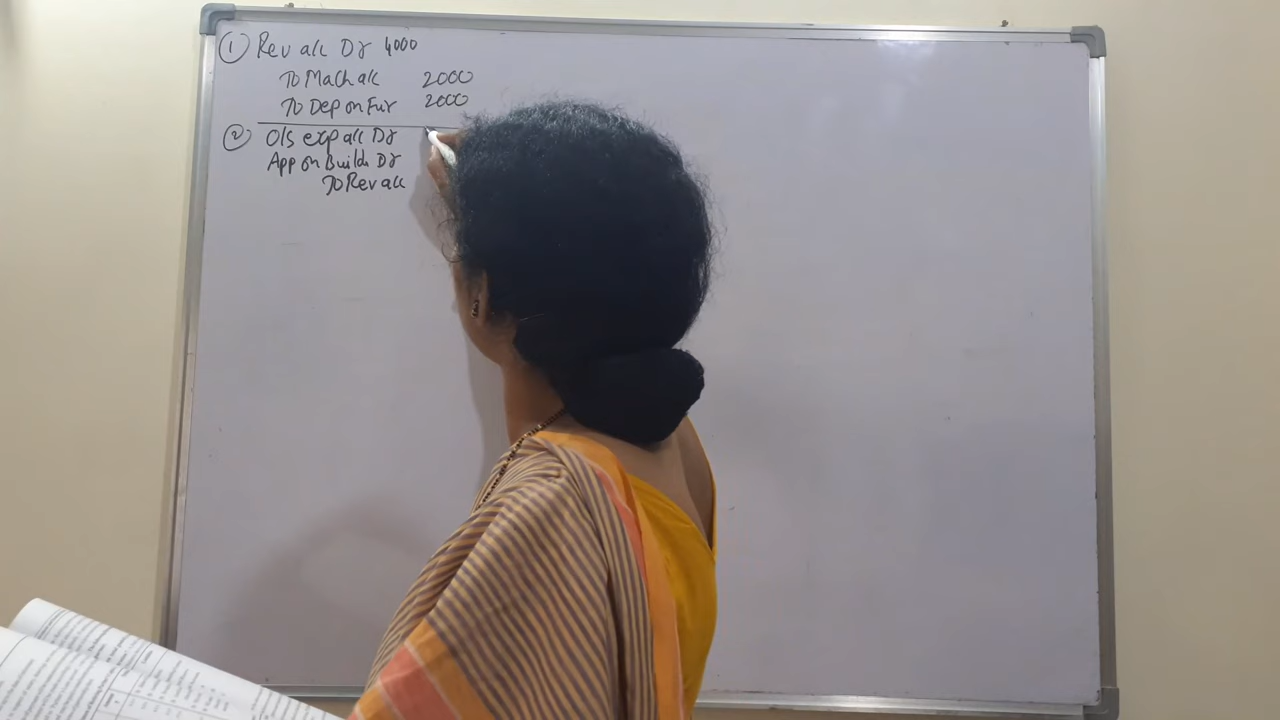 ① Rev a/c Dr 4000
To Mach a/c 2000
To Dep on Fur 2000
② O/s exp a/c Dr
App on Build Dr
To Rev a/c